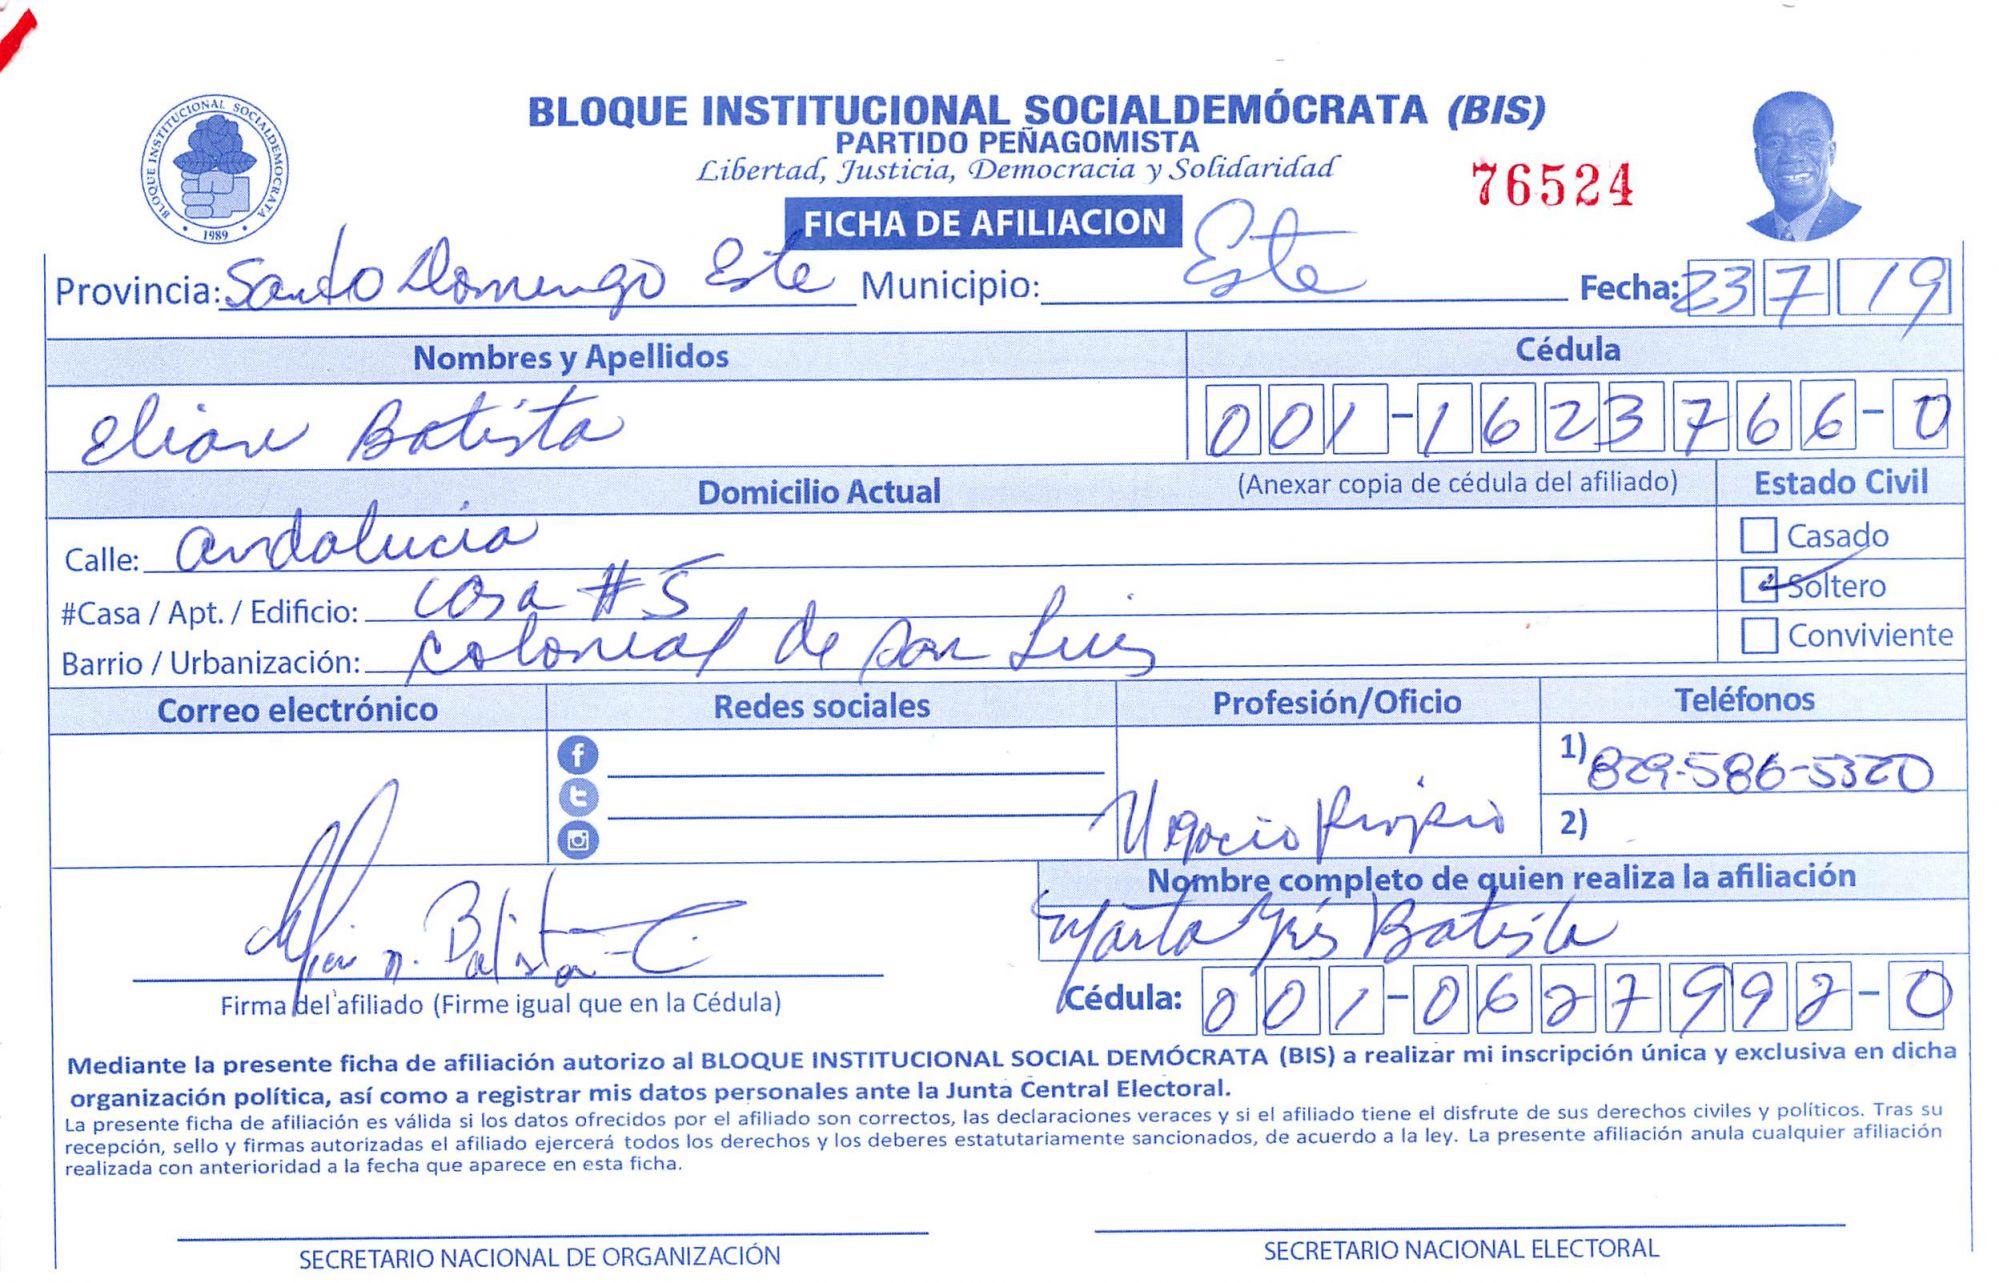 BLOQUE INSTITUCIONAL SOCIALDEMOCRATA
1989
BLOQUE INSTITUCIONAL SOCIALDEMÓCRATA (BIS)
PARTIDO PEÑAGOMISTA
Libertad, Justicia, Democracia y Solidaridad
76524
FICHA DE AFILIACION
Provincia: Santo Domingo Este Municipio: Este Fecha: 23 7 19
Nombres y Apellidos Cédula
Elian Batista 001-1623766-0
Domicilio Actual (Anexar copia de cédula del afiliado) Estado Civil
Calle: Andalucia Casado
#Casa / Apt. / Edificio: Casa #5 Soltero
Barrio / Urbanización: Colonial de San Luis Conviviente
Correo electrónico Redes sociales Profesión/Oficio Teléfonos
1) 829-586-5320
Negocio Propio 2)
Nombre completo de quien realiza la afiliación
Batista Marta Batista
Firma del afiliado (Firme igual que en la Cédula) Cédula: 001-0627992-0
Mediante la presente ficha de afiliación autorizo al BLOQUE INSTITUCIONAL SOCIAL DEMÓCRATA (BIS) a realizar mi inscripción única y exclusiva en dicha
organización política, así como a registrar mis datos personales ante la Junta Central Electoral.
La presente ficha de afiliación es válida si los datos ofrecidos por el afiliado son correctos, las declaraciones veraces y si el afiliado tiene el disfrute de sus derechos civiles y políticos. Tras su
recepción, sello y firmas autorizadas el afiliado ejercerá todos los derechos y los deberes estatutariamente sancionados, de acuerdo a la ley. La presente afiliación anula cualquier afiliación
realizada con anterioridad a la fecha que aparece en esta ficha.
SECRETARIO NACIONAL DE ORGANIZACIÓN SECRETARIO NACIONAL ELECTORAL